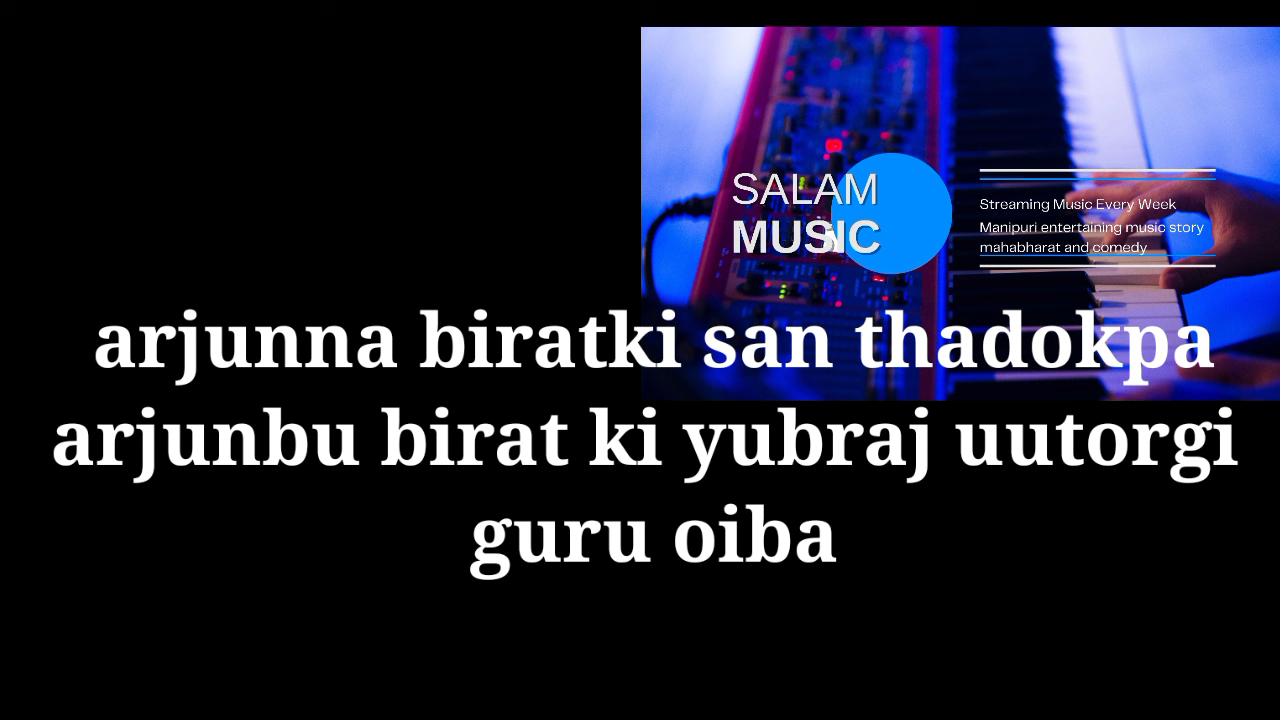 SALAM
MUSIC
Streaming Music Every Week
Manipuri entertaining music story
mahabharat and comedy
arjunna biratki san thadokpa
arjunbu birat ki yubraj uutorgi
guru oiba